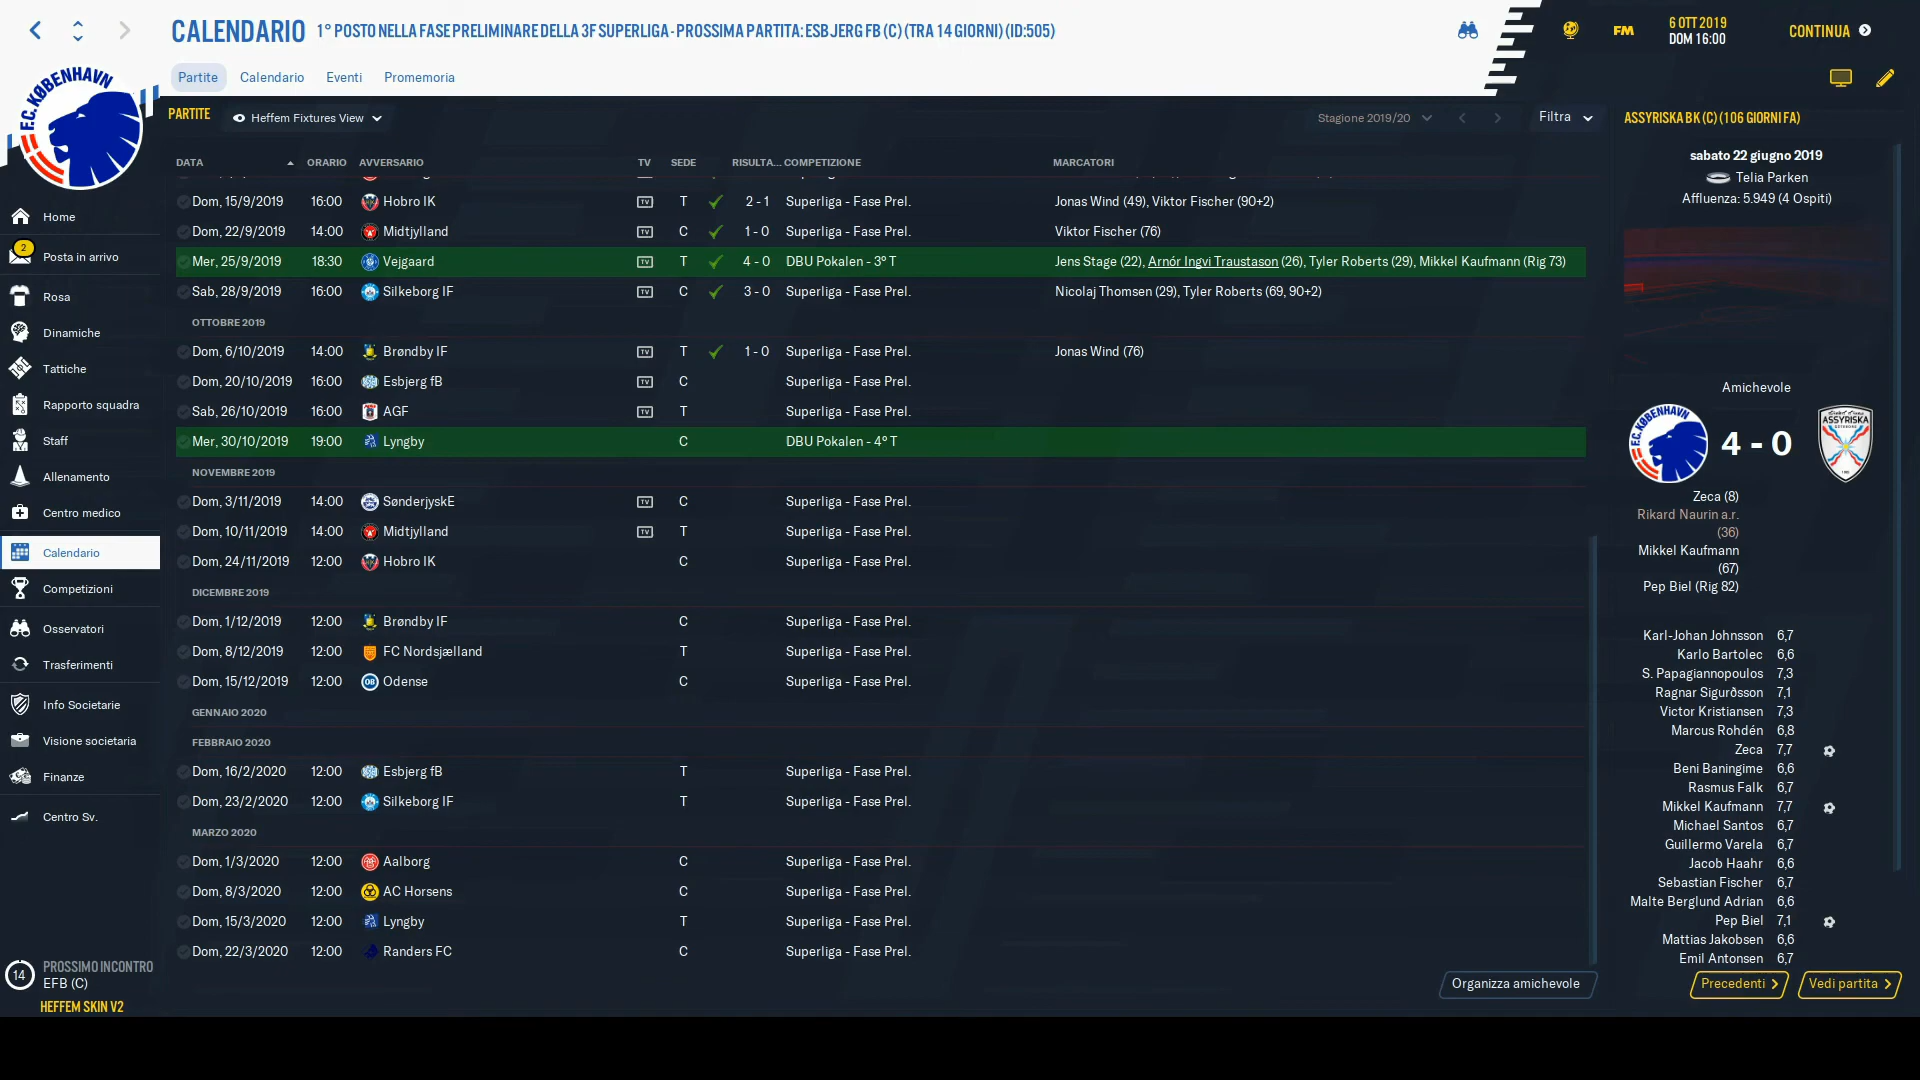 CALENDARIO
1° POSTO NELLA FASE PRELIMINARE DELLA 3F SUPERLIGA - PROSSIMA PARTITA: ESBJERG FB (C) (TRA 14 GIORNI) (ID:505)
FM
6 OTT 2019
DOM 16:00
CONTINUA
Partite Calendario Eventi Promemoria
F.C. KØBENHAVN
PARTITE
Heffem Fixtures View
Stagione 2019/20
Filtra
DATA ORARIO AVVERSARIO TV SEDE RISULTA... COMPETIZIONE MARCATORI
Dom, 15/9/2019 16:00 Hobro IK TV T 2 - 1 Superliga - Fase Prel. Jonas Wind (49), Viktor Fischer (90+2)
Dom, 22/9/2019 14:00 Midtjylland TV C 1 - 0 Superliga - Fase Prel. Viktor Fischer (76)
Mer, 25/9/2019 18:30 Vejgaard TV T 4 - 0 DBU Pokalen - 3° T Jens Stage (22), Arnór Ingvi Traustason (26), Tyler Roberts (29), Mikkel Kaufmann (Rig 73)
Sab, 28/9/2019 16:00 Silkeborg IF TV C 3 - 0 Superliga - Fase Prel. Nicolaj Thomsen (29), Tyler Roberts (69, 90+2)
OTTOBRE 2019
Dom, 6/10/2019 14:00 Brøndby IF TV T 1 - 0 Superliga - Fase Prel. Jonas Wind (76)
Dom, 20/10/2019 16:00 Esbjerg fB TV C Superliga - Fase Prel.
Sab, 26/10/2019 16:00 AGF TV T Superliga - Fase Prel.
Mer, 30/10/2019 19:00 Lyngby C DBU Pokalen - 4° T
NOVEMBRE 2019
Dom, 3/11/2019 14:00 SønderjyskE TV C Superliga - Fase Prel.
Dom, 10/11/2019 14:00 Midtjylland TV T Superliga - Fase Prel.
Dom, 24/11/2019 12:00 Hobro IK C Superliga - Fase Prel.
DICEMBRE 2019
Dom, 1/12/2019 12:00 Brøndby IF C Superliga - Fase Prel.
Dom, 8/12/2019 12:00 FC Nordsjælland T Superliga - Fase Prel.
Dom, 15/12/2019 12:00 OB Odense C Superliga - Fase Prel.
GENNAIO 2020
FEBBRAIO 2020
Dom, 16/2/2020 12:00 Esbjerg fB T Superliga - Fase Prel.
Dom, 23/2/2020 12:00 Silkeborg IF T Superliga - Fase Prel.
MARZO 2020
Dom, 1/3/2020 12:00 Aalborg C Superliga - Fase Prel.
Dom, 8/3/2020 12:00 AC Horsens C Superliga - Fase Prel.
Dom, 15/3/2020 12:00 Lyngby T Superliga - Fase Prel.
Dom, 22/3/2020 12:00 Randers FC C Superliga - Fase Prel.
Organizza amichevole
Home
2
Posta in arrivo
Rosa
Dinamiche
Tattiche
Rapporto squadra
Staff
Allenamento
Centro medico
Calendario
Competizioni
Osservatori
Trasferimenti
Info Societarie
Visione societaria
Finanze
Centro Sv.
14
PROSSIMO INCONTRO
EFB (C)
HEFFEM SKIN V2
ASSYRISKA BK (C) (106 GIORNI FA)
sabato 22 giugno 2019
Telia Parken
Affluenza: 5.949 (4 Ospiti)
Amichevole
F.C. KØBENHAVN
4 - 0
ASSYRISKA
Zeca (8)
Rikard Naurin a.r.
(36)
Mikkel Kaufmann
(67)
Pep Biel (Rig 82)
Karl-Johan Johnsson 6,7
Karlo Bartolec 6,6
S. Papagiannopoulos 7,3
Ragnar Sigurðsson 7,1
Victor Kristiansen 7,3
Marcus Rohdén 6,8
Zeca 7,7
Beni Baningime 6,6
Rasmus Falk 6,7
Mikkel Kaufmann 7,7
Michael Santos 6,7
Guillermo Varela 6,7
Jacob Haahr 6,6
Sebastian Fischer 6,7
Malte Berglund Adrian 6,6
Pep Biel 7,1
Mattias Jakobsen 6,6
Emil Antonsen 6,7
Precedenti
Vedi partita